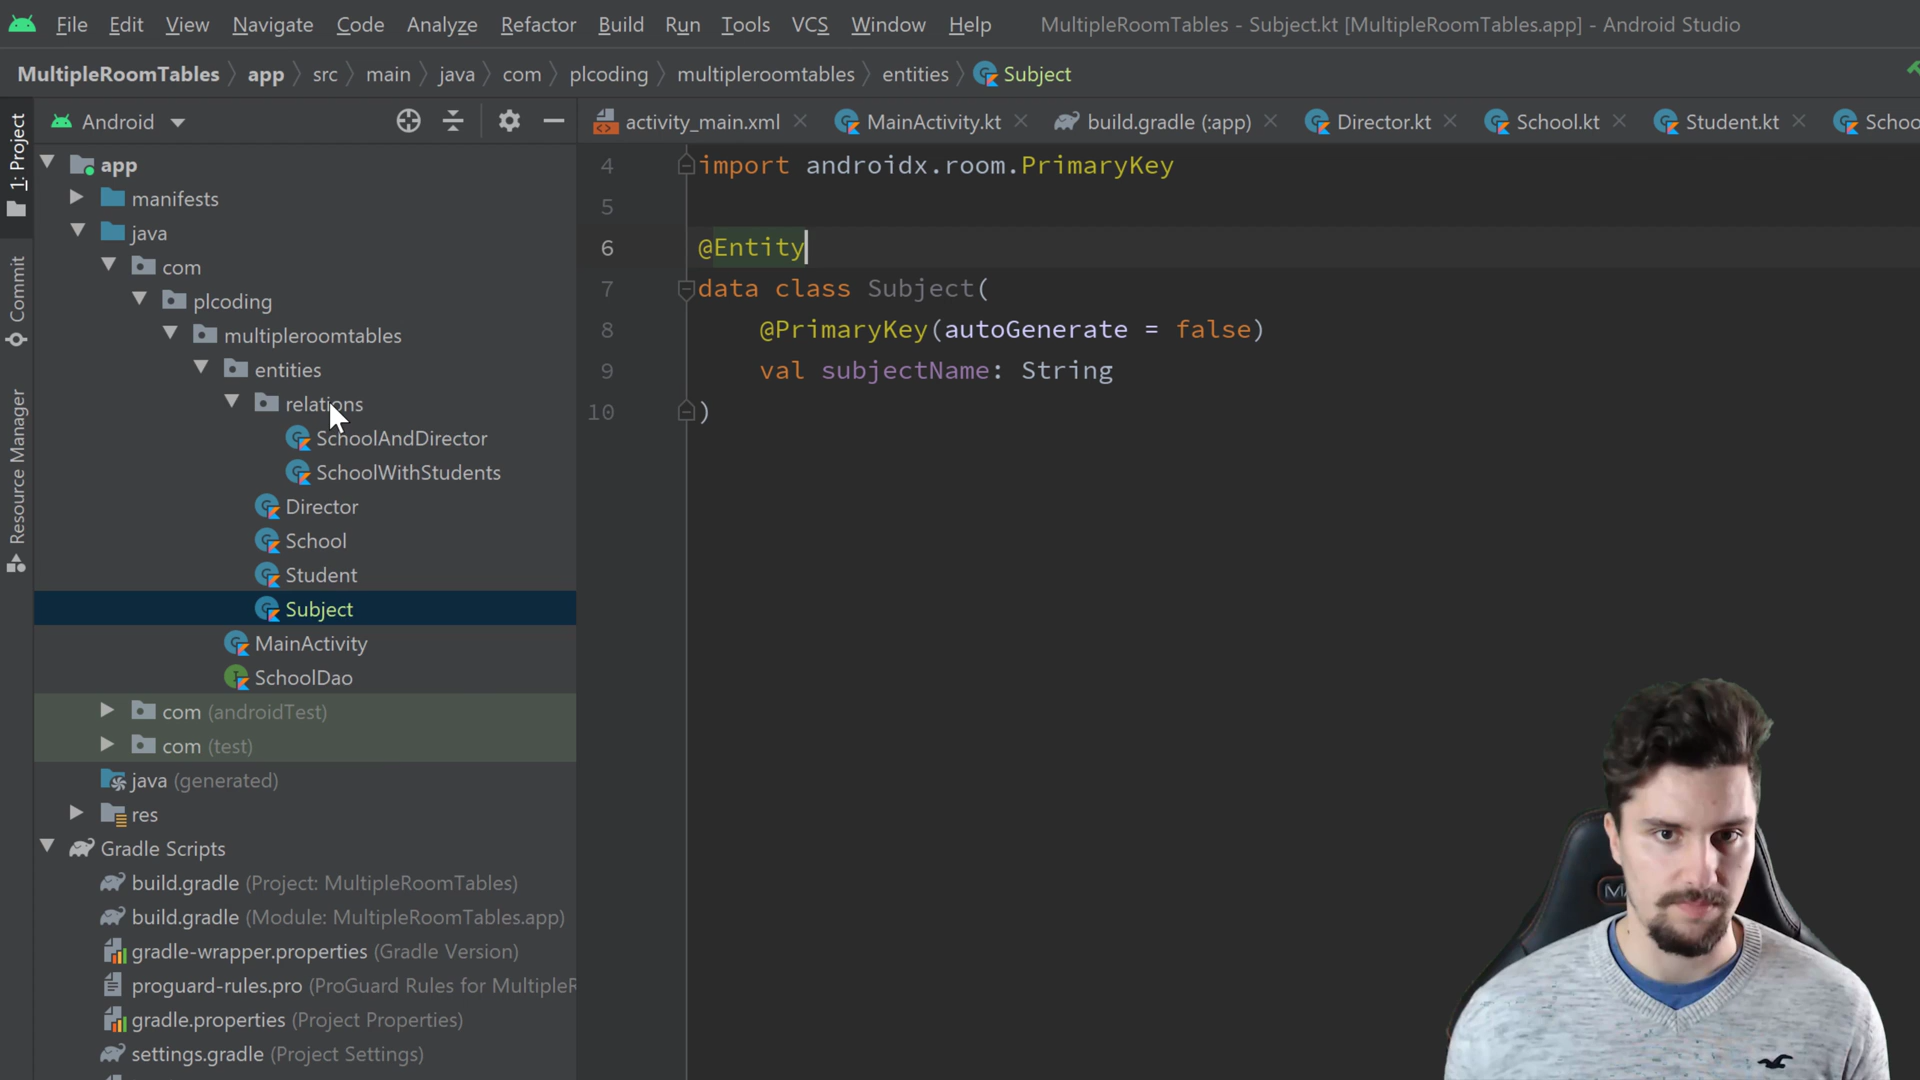 File Edit View Navigate Code Analyze Refactor Build Run Tools VCS Window Help MultipleRoomTables - Subject.kt [MultipleRoomTables.app] - Android Studio
MultipleRoomTables app src main java com plcoding multipleroomtables entities Subject
1: Project
Commit
Resource Manager
Android
activity_main.xml MainActivity.kt build.gradle (:app) Director.kt School.kt Student.kt Schoo
app
manifests
java
com
plcoding
multipleroomtables
entities
relations
SchoolAndDirector
SchoolWithStudents
Director
School
Student
Subject
MainActivity
SchoolDao
com (androidTest)
com (test)
java (generated)
res
Gradle Scripts
build.gradle (Project: MultipleRoomTables)
build.gradle (Module: MultipleRoomTables.app)
gradle-wrapper.properties (Gradle Version)
proguard-rules.pro (ProGuard Rules for MultipleR
gradle.properties (Project Properties)
settings.gradle (Project Settings)
4 import androidx.room.PrimaryKey
5
6 @Entity
7 data class Subject(
8 @PrimaryKey(autoGenerate = false)
9 val subjectName: String
10 )